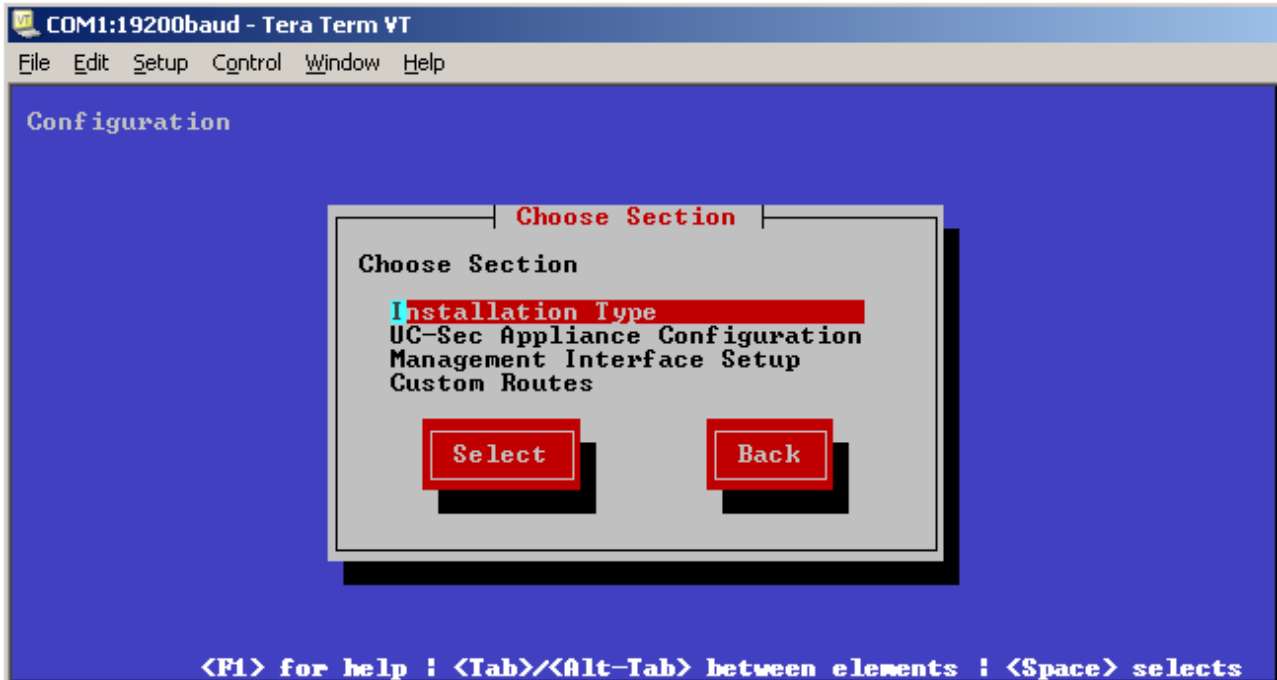 COM1:19200baud - Tera Term VT
File Edit Setup Control Window Help
Configuration
Choose Section
Choose Section
Installation Type
UC-Sec Appliance Configuration
Management Interface Setup
Custom Routes
Select Back
<F1> for help | <Tab>/<Alt-Tab> between elements | <Space> selects